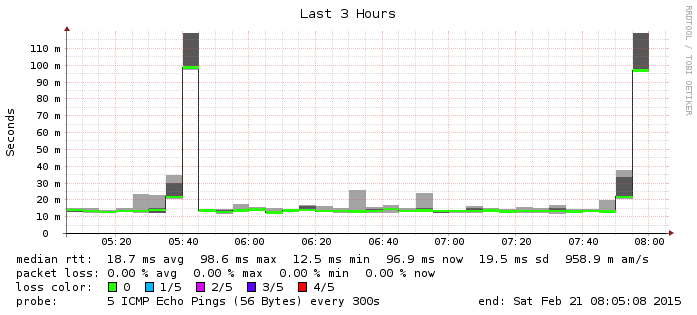 Last 3 Hours
RRDTOOL / TOBI OETIKER
Seconds
110 m
100 m
90 m
80 m
70 m
60 m
50 m
40 m
30 m
20 m
10 m
0
05:20 05:40 06:00 06:20 06:40 07:00 07:20 07:40 08:00
median rtt: 18.7 ms avg 98.6 ms max 12.5 ms min 96.9 ms now 19.5 ms sd 958.9 m am/s
packet loss: 0.00 % avg 0.00 % max 0.00 % min 0.00 % now
loss color: 0 1/5 2/5 3/5 4/5
probe: 5 ICMP Echo Pings (56 Bytes) every 300s end: Sat Feb 21 08:05:08 2015